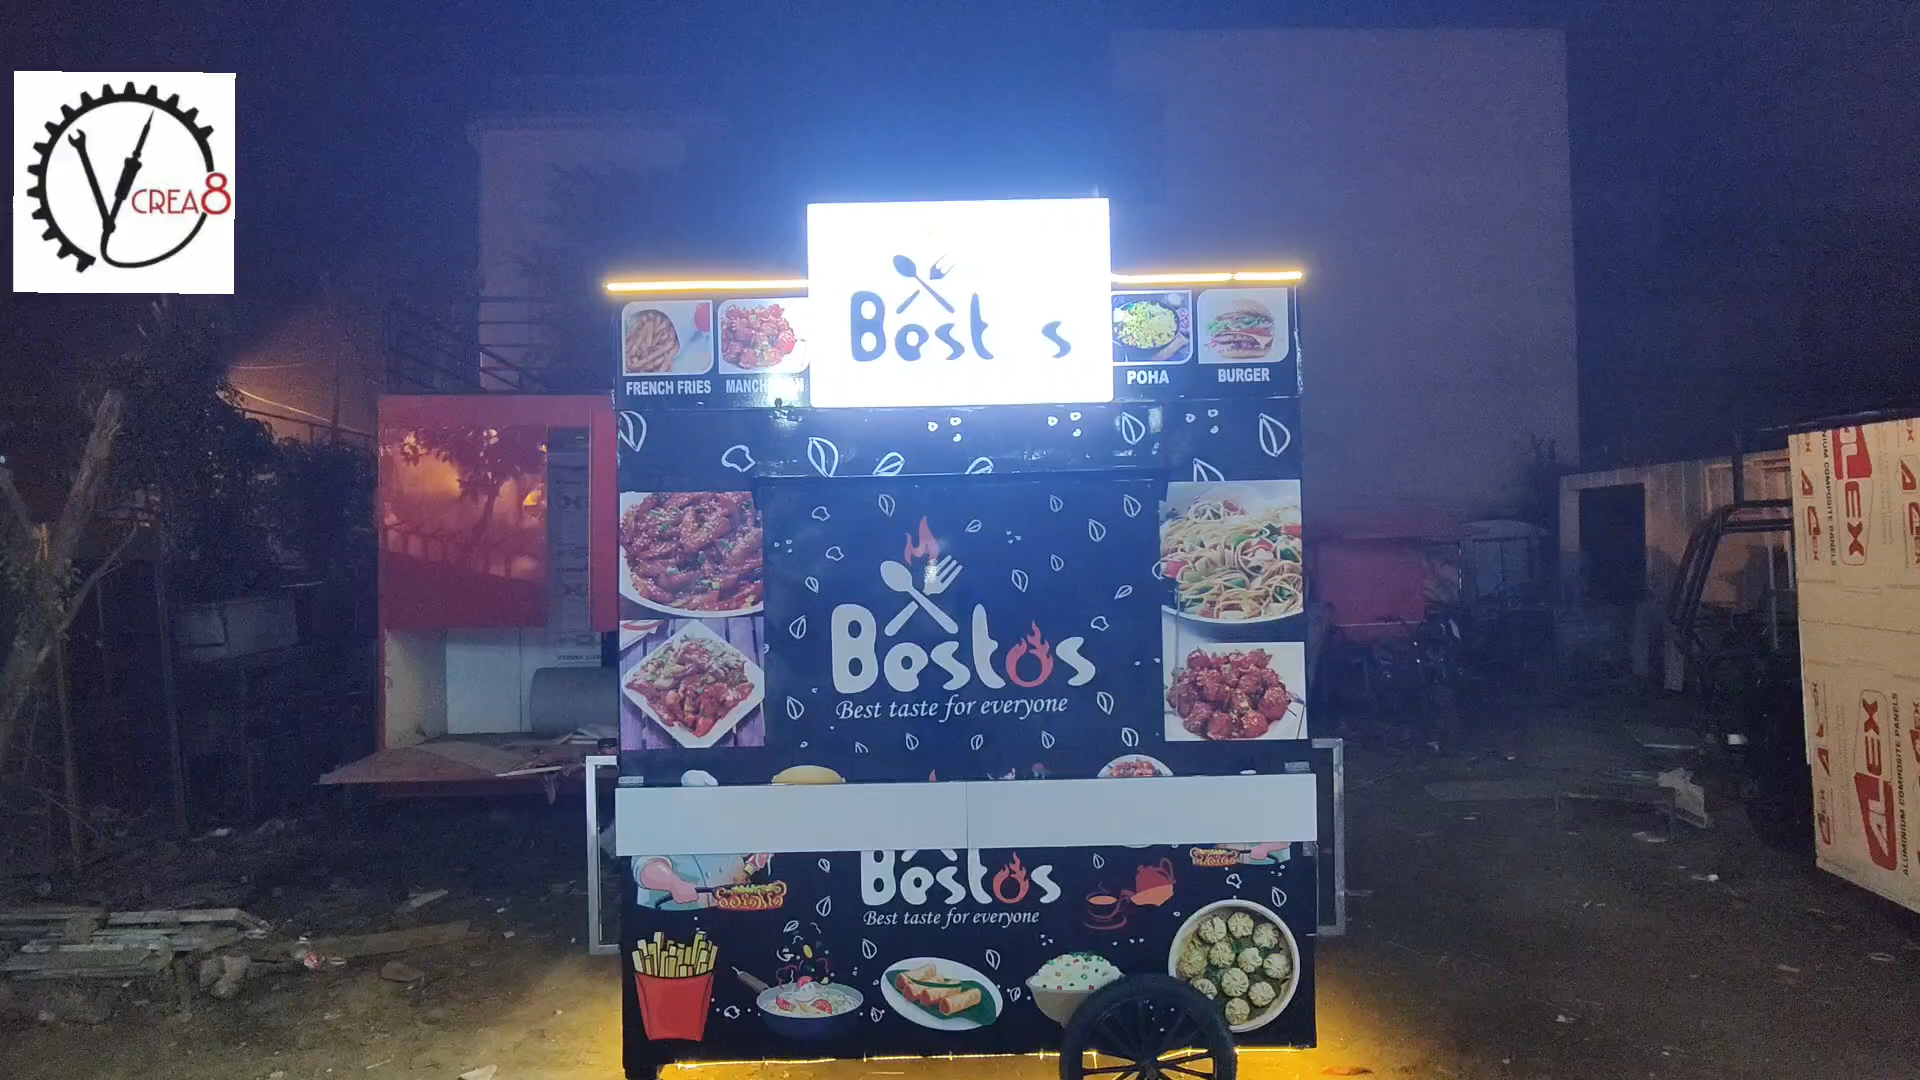 V CREA8
Best s
FRENCH FRIES
POHA
BURGER
Bestos
Best taste for everyone
Bestos
Best taste for everyone
ALEX
ALUMINIUM COMPOSITE PANELS